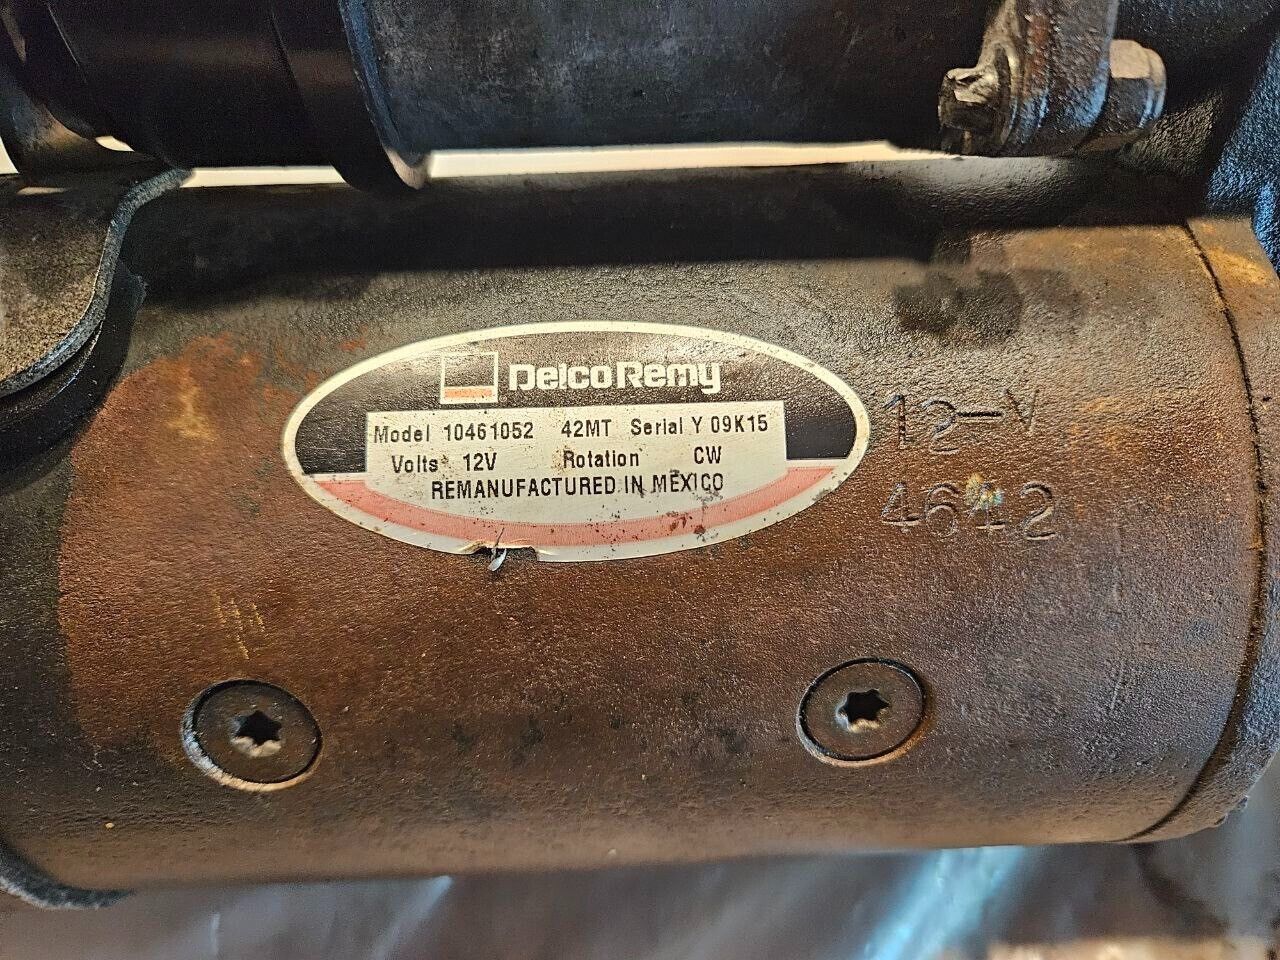 DelcoRemy
Model 10461052 42MT Serial Y 09K15
Volts 12V Rotation CW
REMANUFACTURED IN MEXICO
12-V
4642